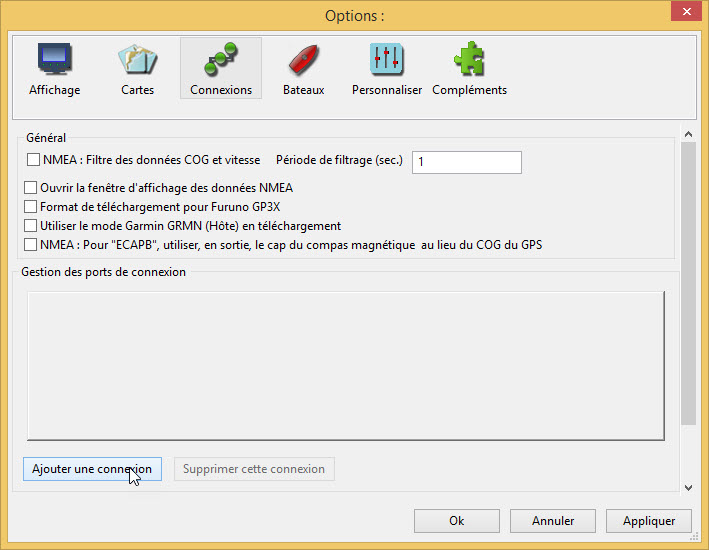 Options :
Affichage Cartes Connexions Bateaux Personnaliser Compléments
Général
NMEA : Filtre des données COG et vitesse Période de filtrage (sec.) 1
Ouvrir la fenêtre d'affichage des données NMEA
Format de téléchargement pour Furuno GP3X
Utiliser le mode Garmin GRMN (Hôte) en téléchargement
NMEA : Pour "ECAPB", utiliser, en sortie, le cap du compas magnétique au lieu du COG du GPS
Gestion des ports de connexion
Ajouter une connexion Supprimer cette connexion
Ok Annuler Appliquer